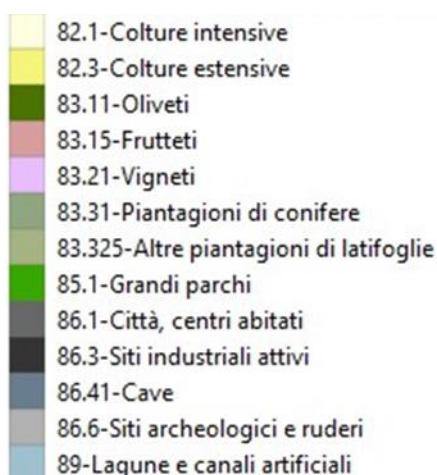 82.1-Colture intensive
82.3-Colture estensive
83.11-Oliveti
83.15-Frutteti
83.21-Vigneti
83.31-Piantagioni di conifere
83.325-Altre piantagioni di latifoglie
85.1-Grandi parchi
86.1-Città, centri abitati
86.3-Siti industriali attivi
86.41-Cave
86.6-Siti archeologici e ruderi
89-Lagune e canali artificiali